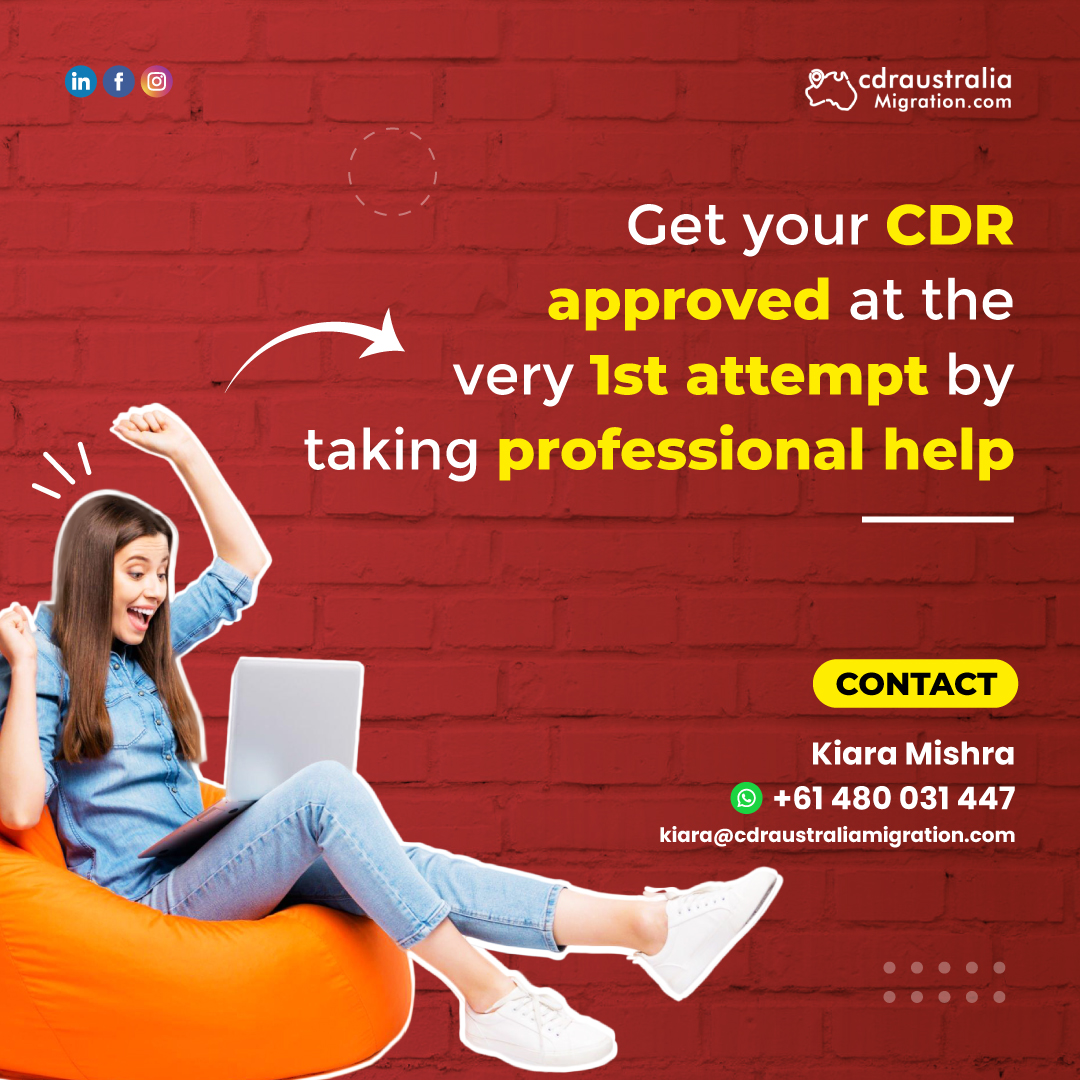 cdraustralia
Migration.com
Get your CDR
approved at the
very 1st attempt by
taking professional help
CONTACT
Kiara Mishra
+61 480 031 447
kiara@cdraustraliamigration.com